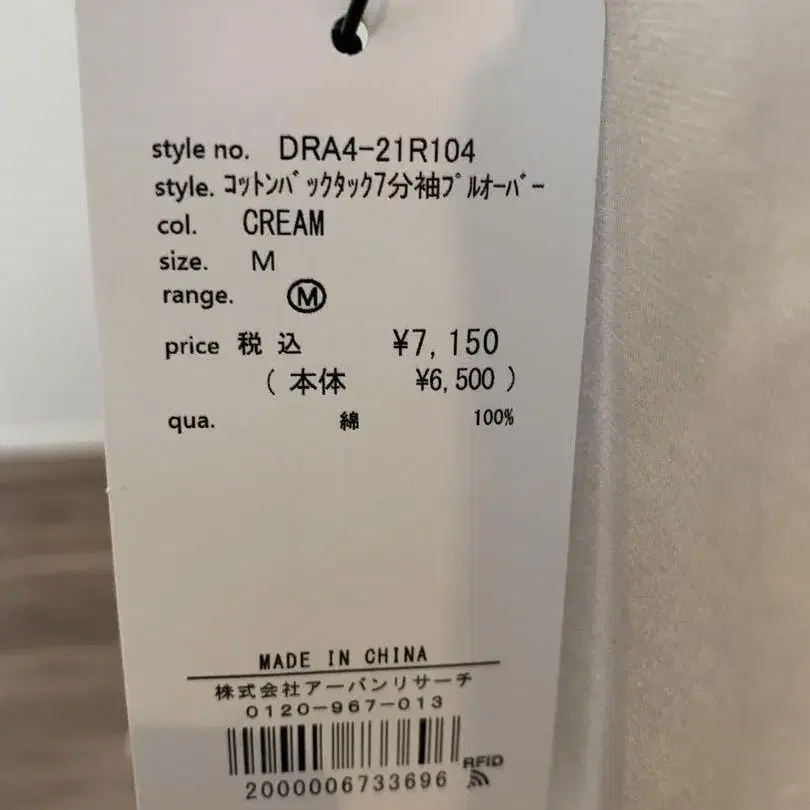 style no. DRA4-21R104
style. ｺｯﾄﾝﾊﾞｯｸﾀｯｸ7分袖ﾌﾟﾙｵｰﾊﾞｰ
col. CREAM
size. M
range. Ⓜ
price 税込 ¥7,150
(本体 ¥6,500)
qua. 綿 100%
MADE IN CHINA
株式会社アーバンリサーチ
0120-967-013
RFID
2000006733696